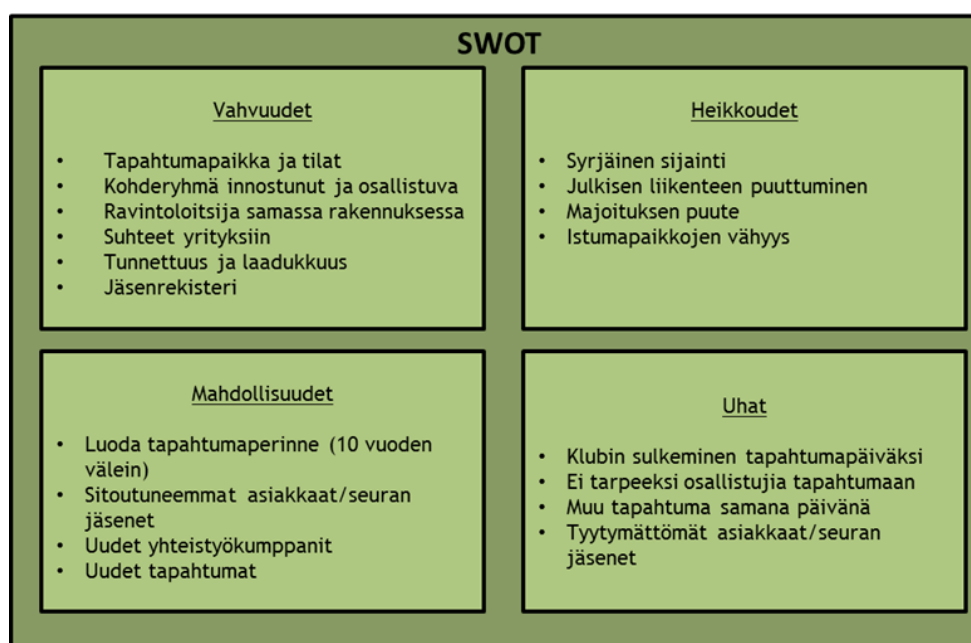 SWOT
Vahvuudet
• Tapahtumapaikka ja tilat
• Kohderyhmä innostunut ja osallistuva
• Ravintoloitsija samassa rakennuksessa
• Suhteet yrityksiin
• Tunnettuus ja laadukkuus
• Jäsenrekisteri
Heikkoudet
• Syrjäinen sijainti
• Julkisen liikenteen puuttuminen
• Majoituksen puute
• Istumapaikkojen vähyys
Mahdollisuudet
• Luoda tapahtumaperinne (10 vuoden
välein)
• Sitoutuneemmat asiakkaat/seuran
jäsenet
• Uudet yhteistyökumppanit
• Uudet tapahtumat
Uhat
• Klubin sulkeminen tapahtumapäiväksi
• Ei tarpeeksi osallistujia tapahtumaan
• Muu tapahtuma samana päivänä
• Tyytymättömät asiakkaat/seuran
jäsenet